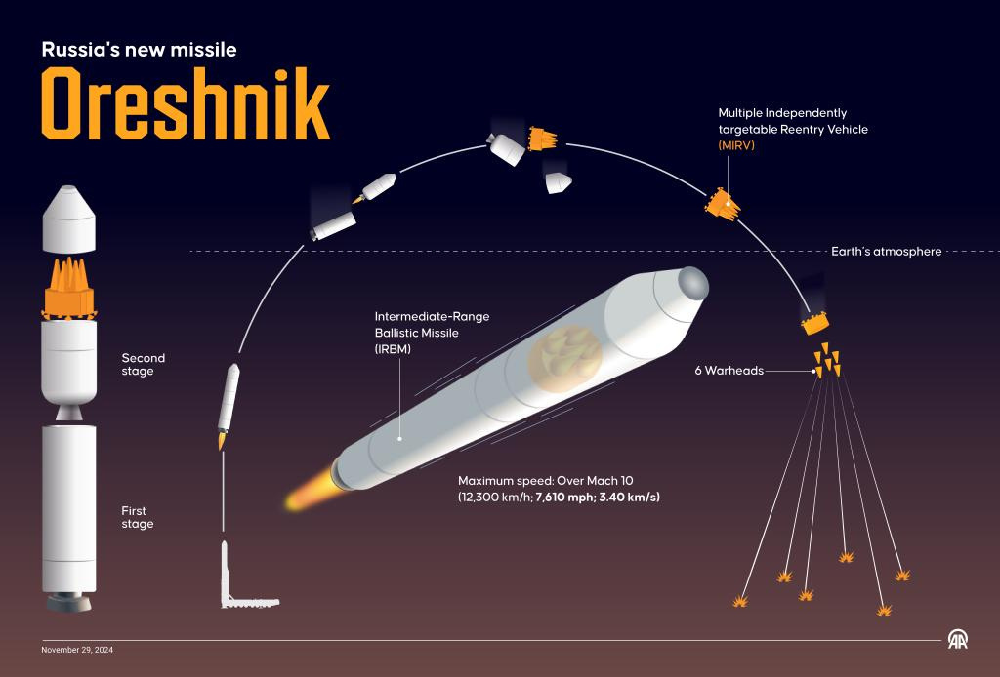 Russia's new missile
Oreshnik
Multiple Independently
targetable Reentry Vehicle
(MIRV)
Earth's atmosphere
Intermediate-Range
Ballistic Missile
(IRBM)
Second
stage
6 Warheads
Maximum speed: Over Mach 10
(12,300 km/h; 7,610 mph; 3.40 km/s)
First
stage
November 29, 2024
AA